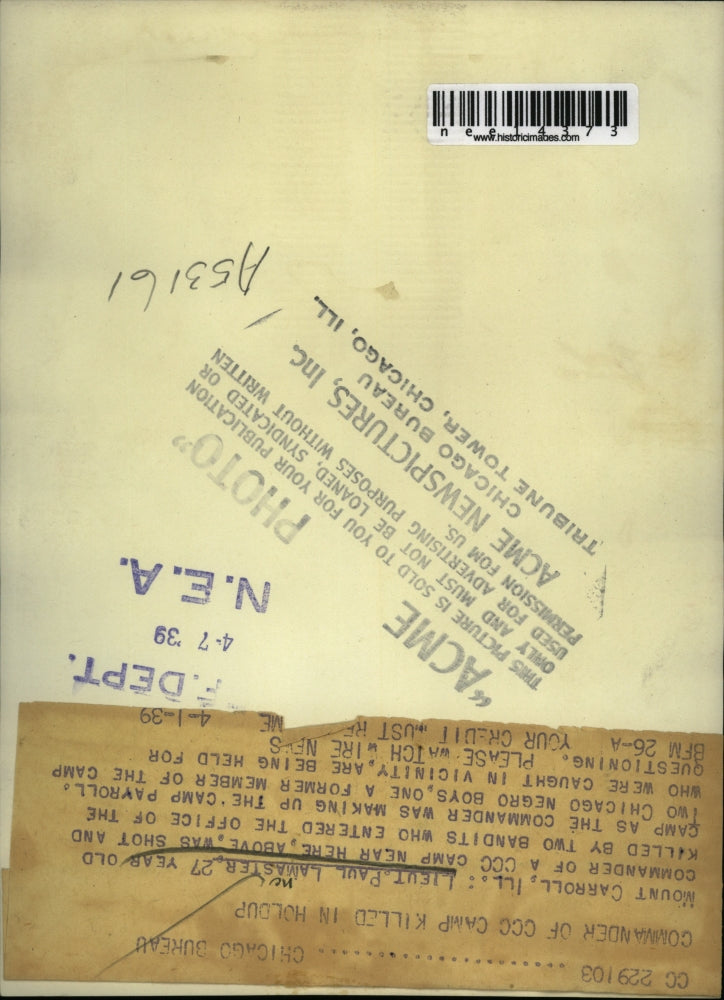 nee14373
www.historicimages.com
A53161
"ACME PHOTO"
THIS PICTURE IS SOLD TO YOU FOR YOUR PUBLICATION
ONLY AND MUST NOT BE LOANED, SYNDICATED OR
USED FOR ADVERTISING PURPOSES WITHOUT WRITTEN
PERMISSION FOM US.
ACME NEWSPICTURES, Inc.
CHICAGO BUREAU
TRIBUNE TOWER, CHICAGO, ILL.
N.E.A.
4-7 '39
F. DEPT.
CC 229103 CHICAGO BUREAU
COMMANDER OF CCC CAMP KILLED IN HOLDUP
MOUNT CARROLL, ILL.: LIEUT. PAUL LAMASTER, 27 YEAR OLD
COMMANDER OF A CCC CAMP NEAR HERE, ABOVE, WAS SHOT AND
KILLED BY TWO BANDITS WHO ENTERED THE OFFICE OF THE
CAMP AS THE COMMANDER WAS MAKING UP THE CAMP PAYROLL.
TWO CHICAGO NEGRO BOYS, ONE A FORMER MEMBER OF THE CAMP
WHO WERE CAUGHT IN VICINITY, ARE BEING HELD FOR
QUESTIONING. PLEASE WATCH WIRE NEWS
BFM 26-A YOUR CREDIT MUST RE ME 4-1-39